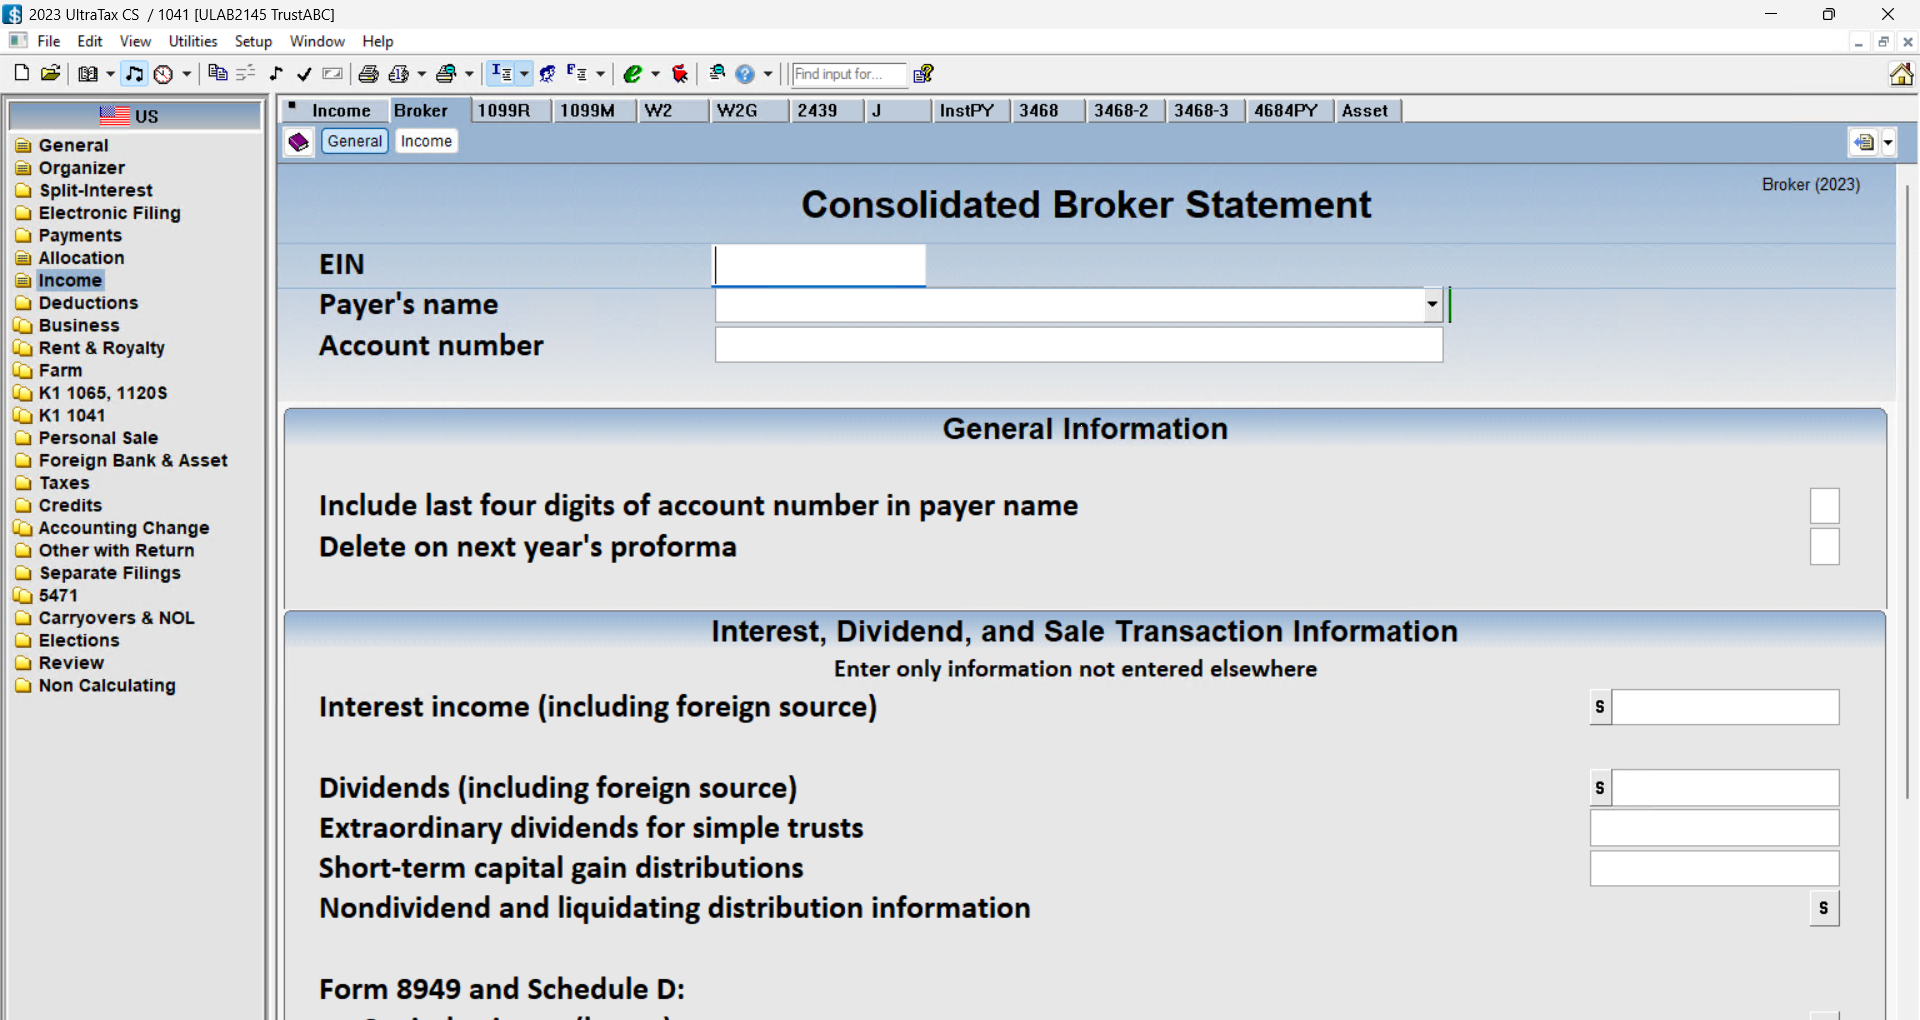 2023 UltraTax CS / 1041 [ULAB2145 TrustABC]
File Edit View Utilities Setup Window Help
Find input for...
US
General
Organizer
Split-Interest
Electronic Filing
Payments
Allocation
Income
Deductions
Business
Rent & Royalty
Farm
K1 1065, 1120S
K1 1041
Personal Sale
Foreign Bank & Asset
Taxes
Credits
Accounting Change
Other with Return
Separate Filings
5471
Carryovers & NOL
Elections
Review
Non Calculating
Income Broker 1099R 1099M W2 W2G 2439 J InstPY 3468 3468-2 3468-3 4684PY Asset
General Income
Broker (2023)
Consolidated Broker Statement
EIN
Payer's name
Account number
General Information
Include last four digits of account number in payer name
Delete on next year's proforma
Interest, Dividend, and Sale Transaction Information
Enter only information not entered elsewhere
Interest income (including foreign source) S
Dividends (including foreign source) S
Extraordinary dividends for simple trusts
Short-term capital gain distributions
Nondividend and liquidating distribution information S
Form 8949 and Schedule D: